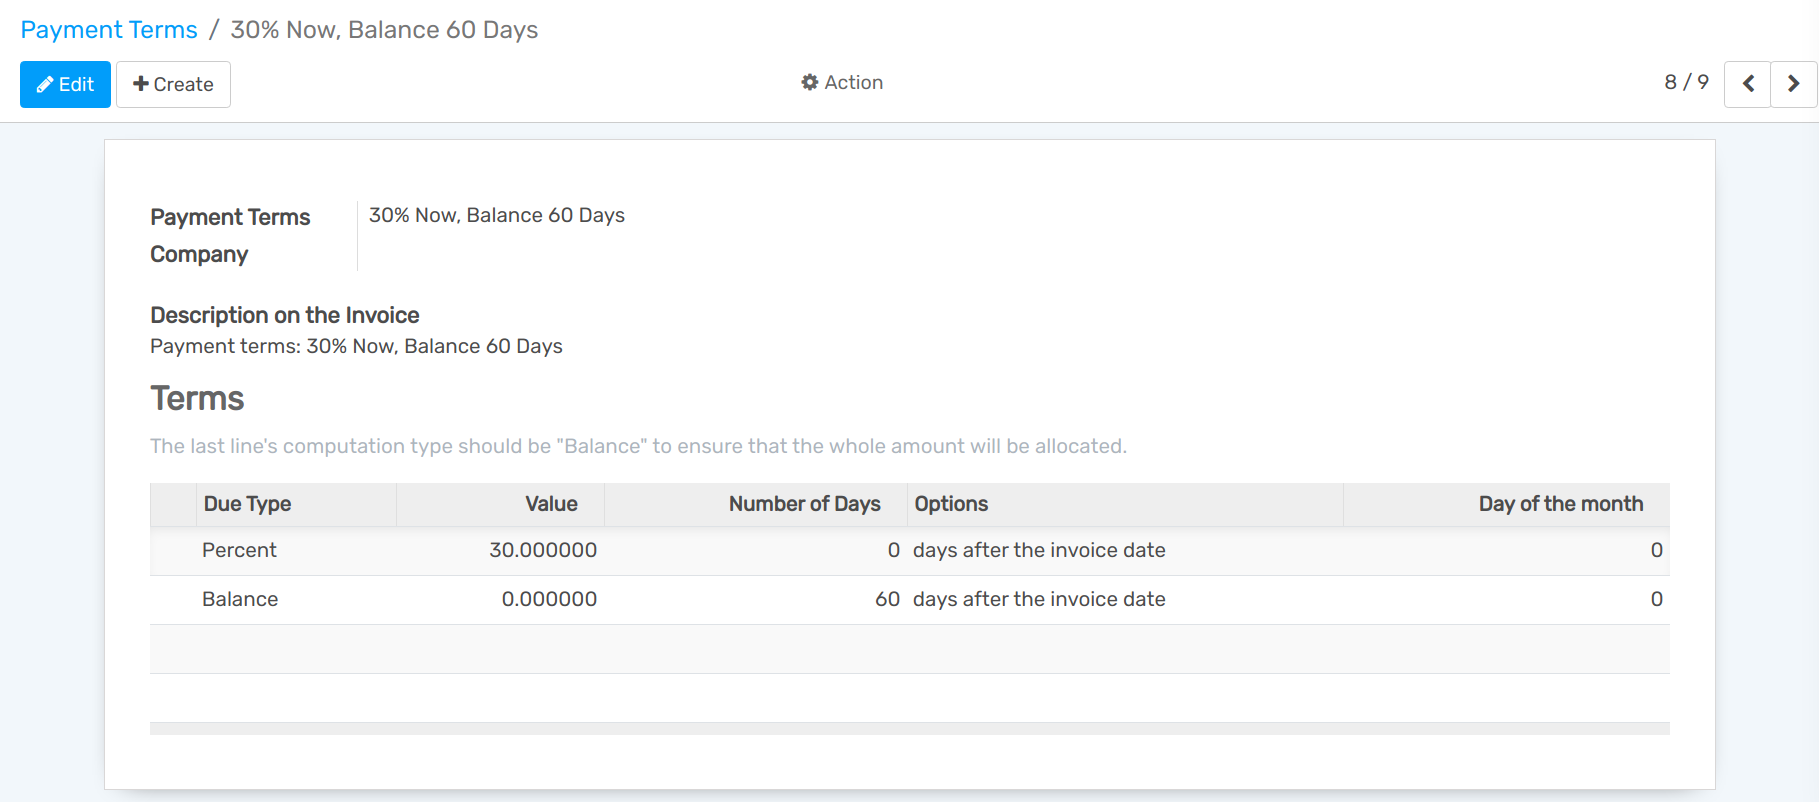 Payment Terms / 30% Now, Balance 60 Days
Edit Create Action 8 / 9
Payment Terms 30% Now, Balance 60 Days
Company
Description on the Invoice
Payment terms: 30% Now, Balance 60 Days
Terms
The last line's computation type should be "Balance" to ensure that the whole amount will be allocated.
Due Type Value Number of Days Options Day of the month
Percent 30.000000 0 days after the invoice date 0
Balance 0.000000 60 days after the invoice date 0